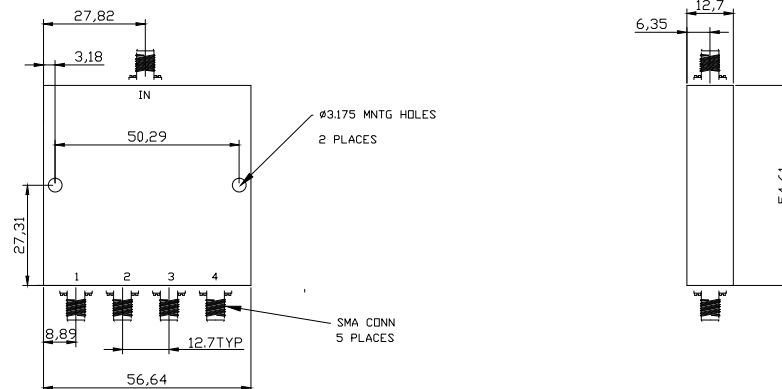 27,82
3,18
IN
50,29
ø3.175 MNTG HOLES
2 PLACES
27,31
1 2 3 4
8,89
12.7TYP
56,64
SMA CONN
5 PLACES
12,7
6,35